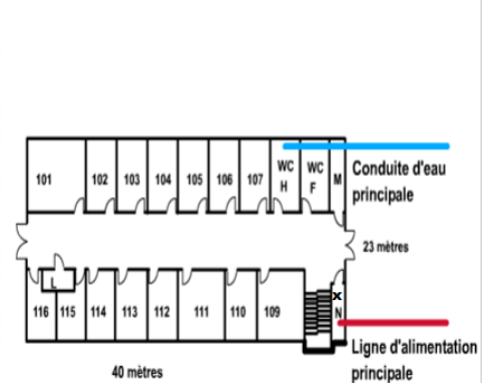 101
102
103
104
105
106
107
WC
H
WC
F
M
Conduite d'eau
principale
23 mètres
L
116
115
114
113
112
111
110
109
x
N
Ligne d'alimentation
principale
40 mètres